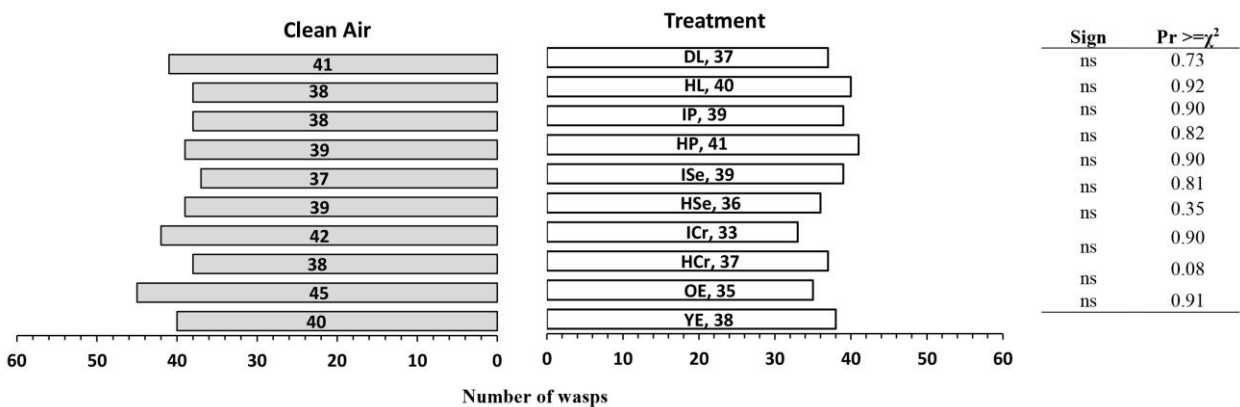 Clean Air Treatment Sign Pr >=χ²
41 DL, 37 ns 0.73
38 HL, 40 ns 0.92
38 IP, 39 ns 0.90
39 HP, 41 ns 0.82
37 ISe, 39 ns 0.90
39 HSe, 36 ns 0.81
42 ICr, 33 ns 0.35
38 HCr, 37 ns 0.90
45 OE, 35 ns 0.08
40 YE, 38 ns 0.91
60 50 40 30 20 10 0 0 10 20 30 40 50 60
Number of wasps